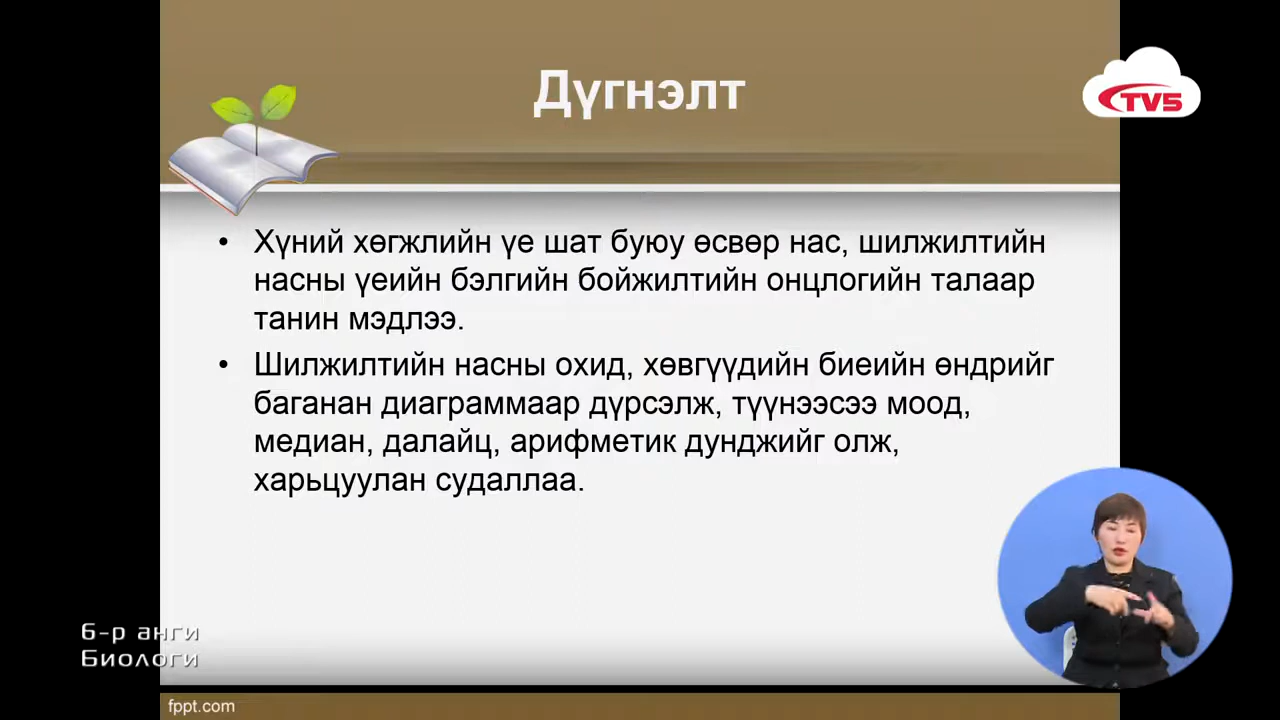 Дүгнэлт
TV5
• Хүний хөгжлийн үе шат буюу өсвөр нас, шилжилтийн
насны үеийн бэлгийн бойжилтийн онцлогийн талаар
танин мэдлээ.
• Шилжилтийн насны охид, хөвгүүдийн биеийн өндрийг
баганан диаграммаар дүрсэлж, түүнээсээ моод,
медиан, далайц, арифметик дунджийг олж,
харьцуулан судаллаа.
6-р анги
Биологи
fppt.com